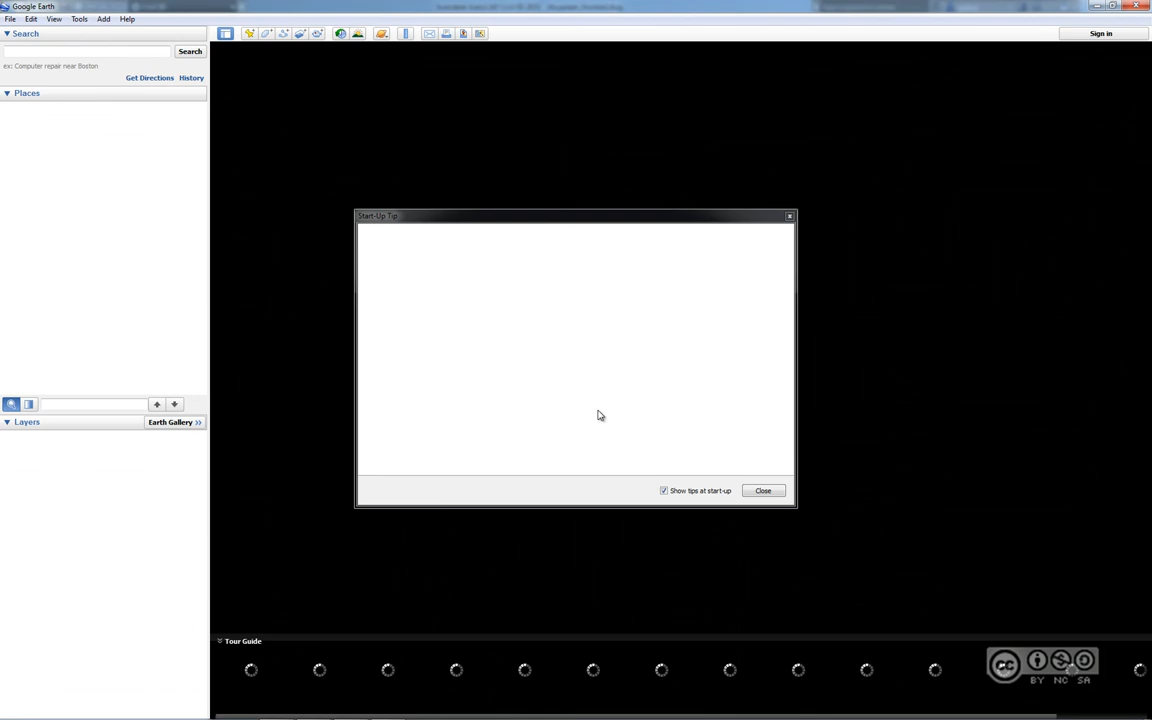 Google Earth
File Edit View Tools Add Help
Search
Sign in
Search
ex: Computer repair near Boston
Get Directions History
Places
Start-Up Tip
Layers
Earth Gallery >>
Show tips at start-up
Close
Tour Guide
cc
BY NC SA